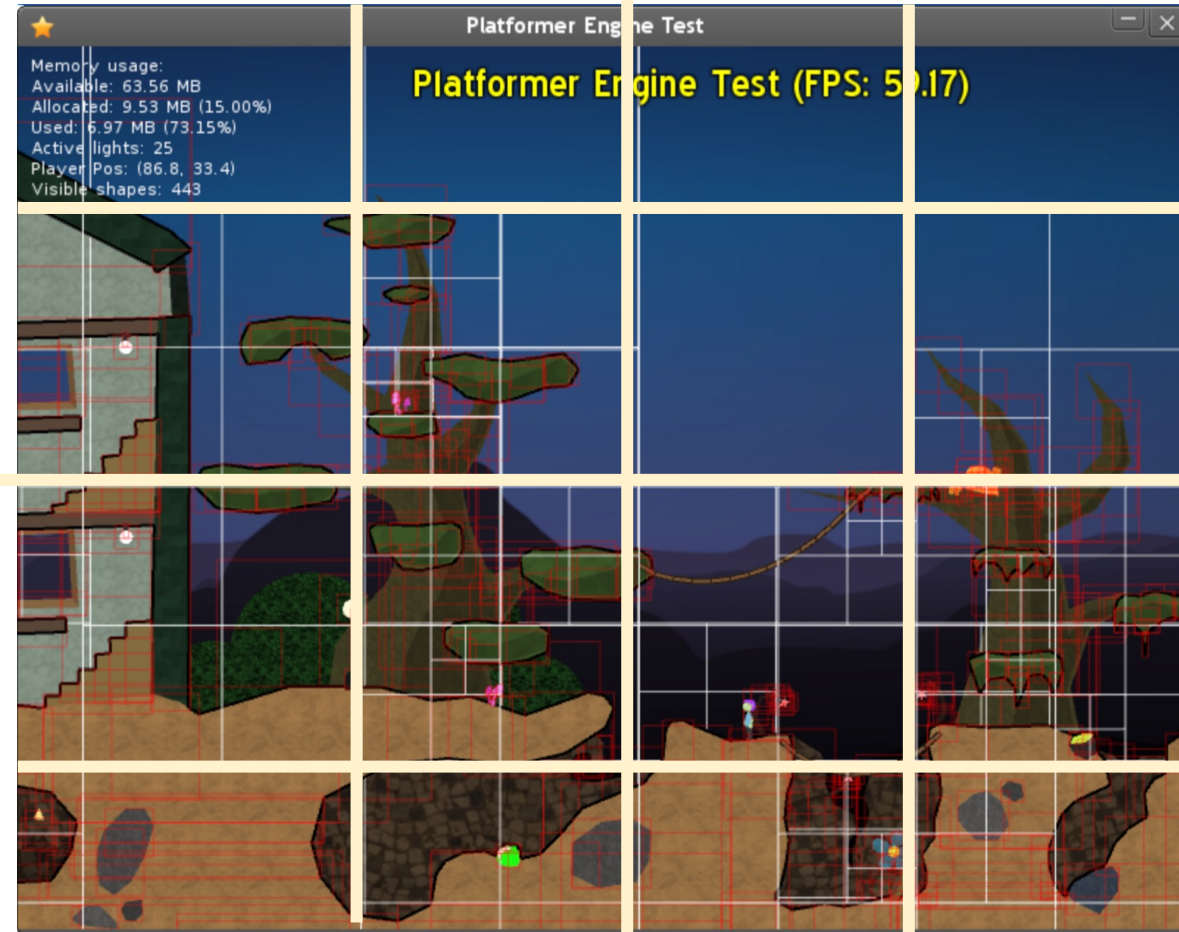 Platformer Engine Test
Platformer Engine Test (FPS: 59.17)
Memory usage:
Available: 63.56 MB
Allocated: 9.53 MB (15.00%)
Used: 6.97 MB (73.15%)
Active lights: 25
Player Pos: (86.8, 33.4)
Visible shapes: 443